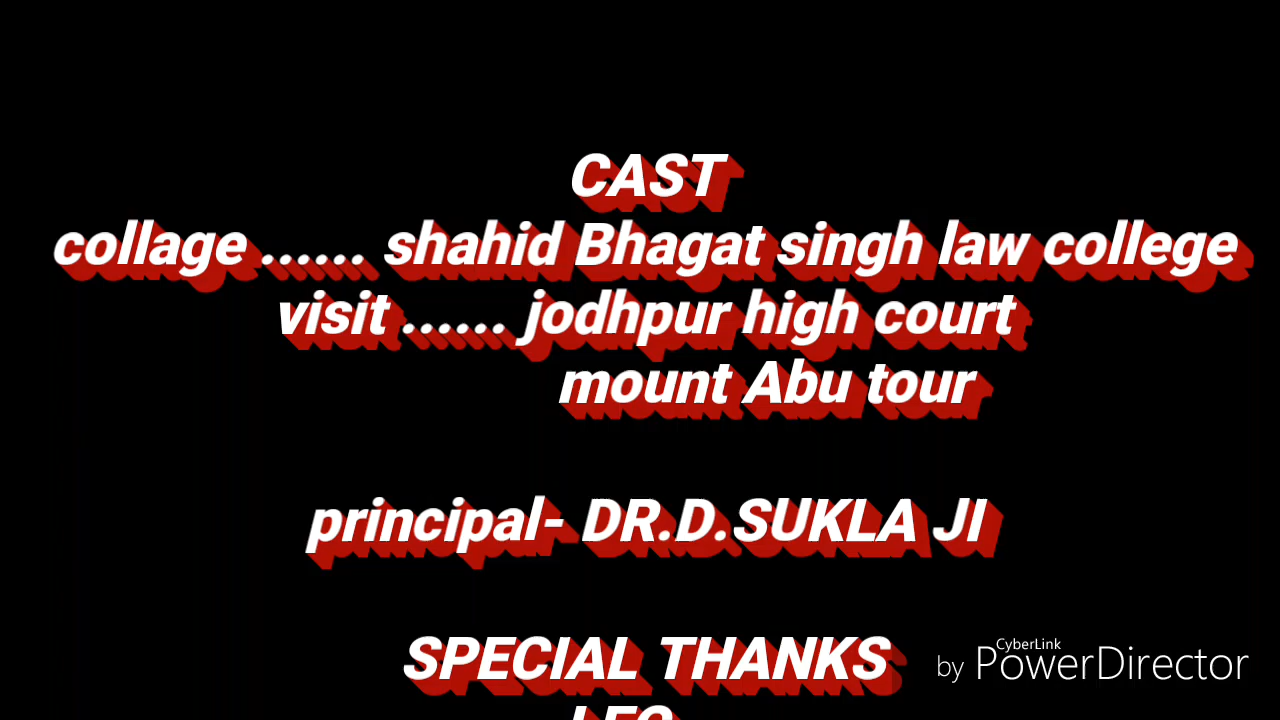 CAST
collage ...... shahid Bhagat singh law college
visit ...... jodhpur high court
mount Abu tour
principal- DR.D.SUKLA JI
SPECIAL THANKS
CyberLink
by PowerDirector